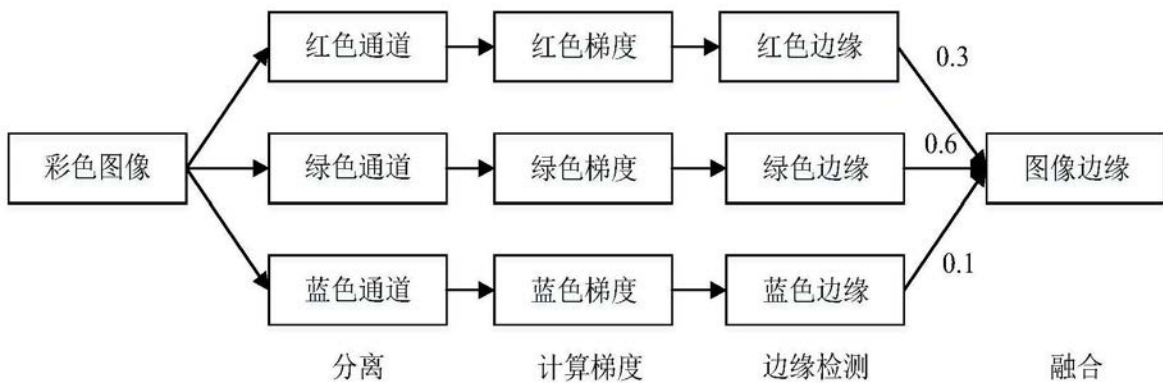 红色通道 红色梯度 红色边缘
0.3
彩色图像 绿色通道 绿色梯度 绿色边缘 0.6 图像边缘
蓝色通道 蓝色梯度 蓝色边缘
0.1
分离 计算梯度 边缘检测 融合